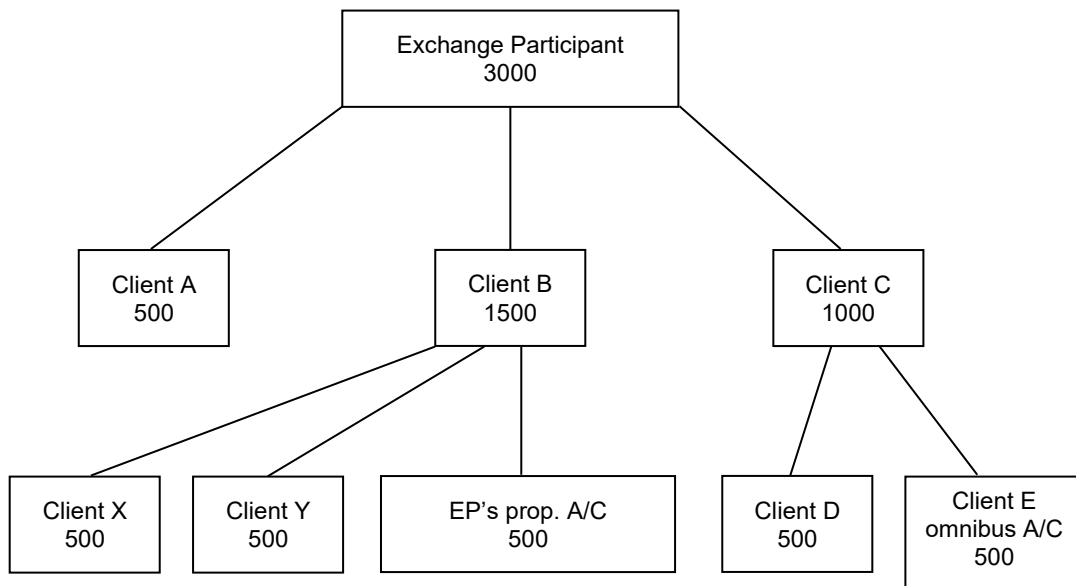 Exchange Participant
3000
Client A
500
Client B
1500
Client C
1000
Client X
500
Client Y
500
EP's prop. A/C
500
Client D
500
Client E
omnibus A/C
500